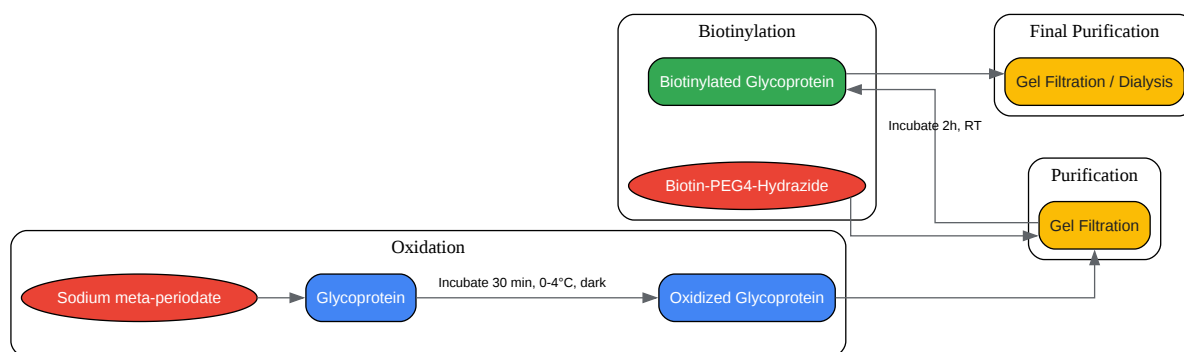 Biotinylation
Final Purification
Biotinylated Glycoprotein
Gel Filtration / Dialysis
Incubate 2h, RT
Biotin-PEG4-Hydrazide
Purification
Gel Filtration
Oxidation
Sodium meta-periodate
Glycoprotein
Incubate 30 min, 0-4°C, dark
Oxidized Glycoprotein